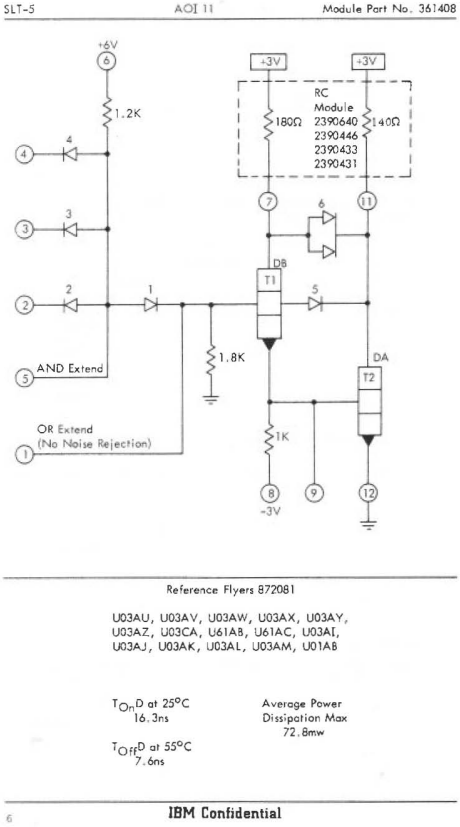 SLT-5 AOI 11 Module Part No. 361408
+6V
6
+3V +3V
1.2K
RC
Module
180Ω 2390640 140Ω
2390446
2390433
2390431
4 4
7 11
3 3
6
DB
T1
2 2 1 5
5 AND Extend
1.8K
DA
T2
OR Extend
(No Noise Rejection)
1
1K
8 9 12
-3V
Reference Flyers 872081
U03AU, U03AV, U03AW, U03AX, U03AY,
U03AZ, U03CA, U61AB, U61AC, U03AI,
U03AJ, U03AK, U03AL, U03AM, U01AB
TOnD at 25°C Average Power
16.3ns Dissipation Max
72.8mw
TOffD at 55°C
7.6ns
6 IBM Confidential